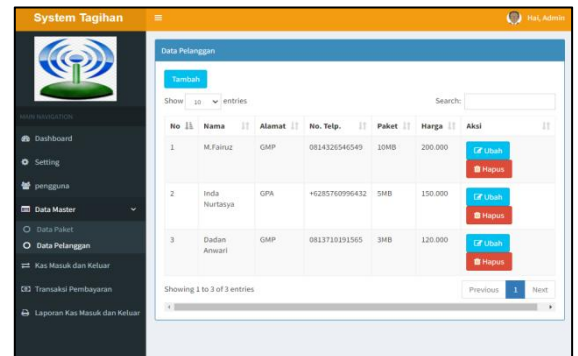 System Tagihan
Hai, Admin
MAIN NAVIGATION
Dashboard
Setting
pengguna
Data Master
Data Paket
Data Pelanggan
Kas Masuk dan Keluar
Transaksi Pembayaran
Laporan Kas Masuk dan Keluar
Data Pelanggan
Tambah
Show 10 entries Search:
No Nama Alamat No. Telp. Paket Harga Aksi
1 M.Fairuz GMP 0814326546549 10MB 200.000 Ubah
Hapus
2 Inda GPA +6285760996432 5MB 150.000 Ubah
Nurtasya Hapus
3 Dadan GMP 0813710191565 3MB 120.000 Ubah
Anwari Hapus
Showing 1 to 3 of 3 entries
Previous 1 Next